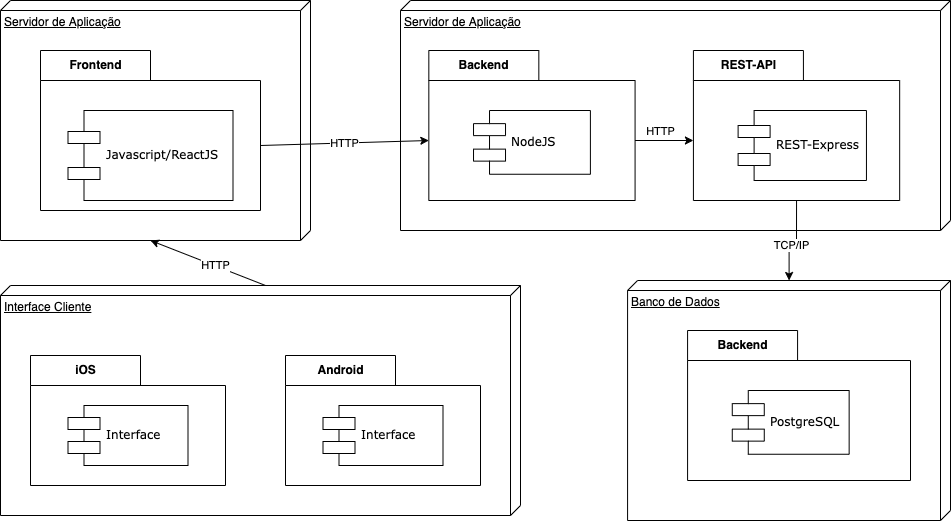 Servidor de Aplicação
Frontend
Javascript/ReactJS
HTTP
Servidor de Aplicação
Backend
NodeJS
HTTP
REST-API
REST-Express
TCP/IP
HTTP
Interface Cliente
iOS
Interface
Android
Interface
Banco de Dados
Backend
PostgreSQL